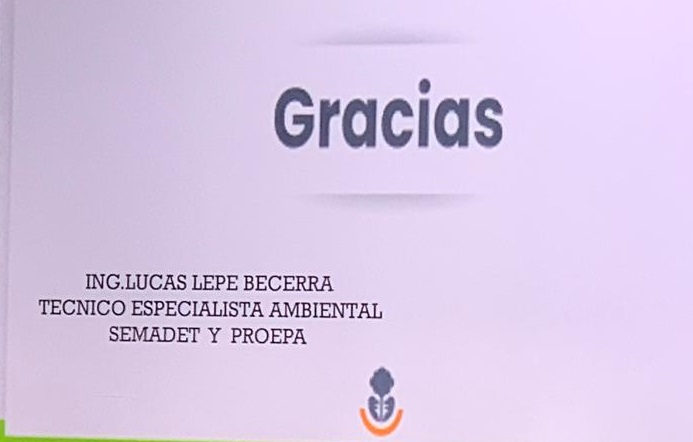 Gracias
ING.LUCAS LEPE BECERRA
TECNICO ESPECIALISTA AMBIENTAL
SEMADET Y PROEPA